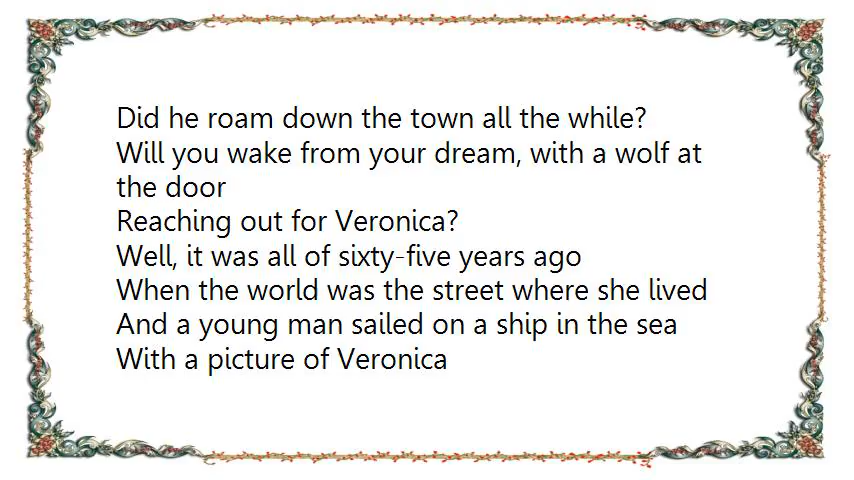 Did he roam down the town all the while?
Will you wake from your dream, with a wolf at
the door
Reaching out for Veronica?
Well, it was all of sixty-five years ago
When the world was the street where she lived
And a young man sailed on a ship in the sea
With a picture of Veronica